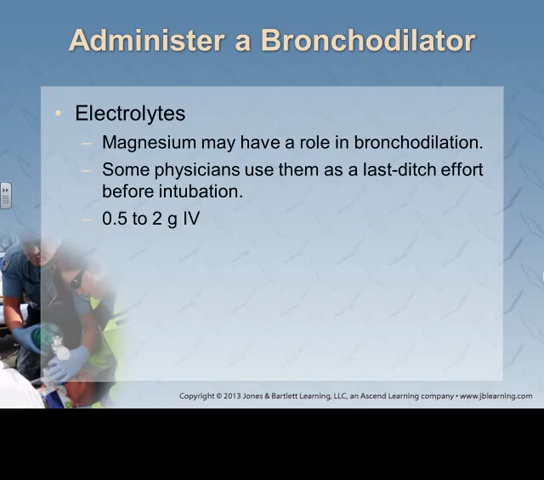 Administer a Bronchodilator
• Electrolytes
– Magnesium may have a role in bronchodilation.
– Some physicians use them as a last-ditch effort
before intubation.
– 0.5 to 2 g IV
Copyright © 2013 Jones & Bartlett Learning, LLC, an Ascend Learning company • www.jblearning.com